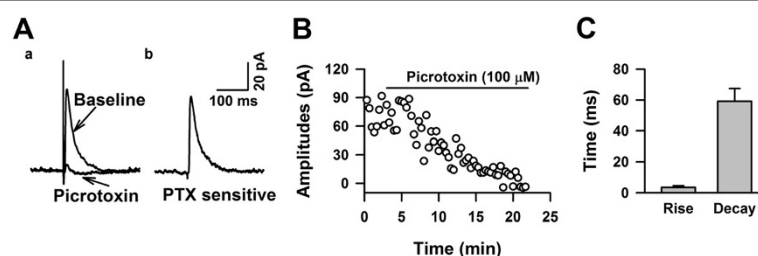 A
a
b
Baseline
Picrotoxin
20 pA
100 ms
PTX sensitive
B
Amplitudes (pA)
120
90
60
30
0
Picrotoxin (100 μM)
0 5 10 15 20 25
Time (min)
C
Time (ms)
80
60
40
20
0
Rise Decay